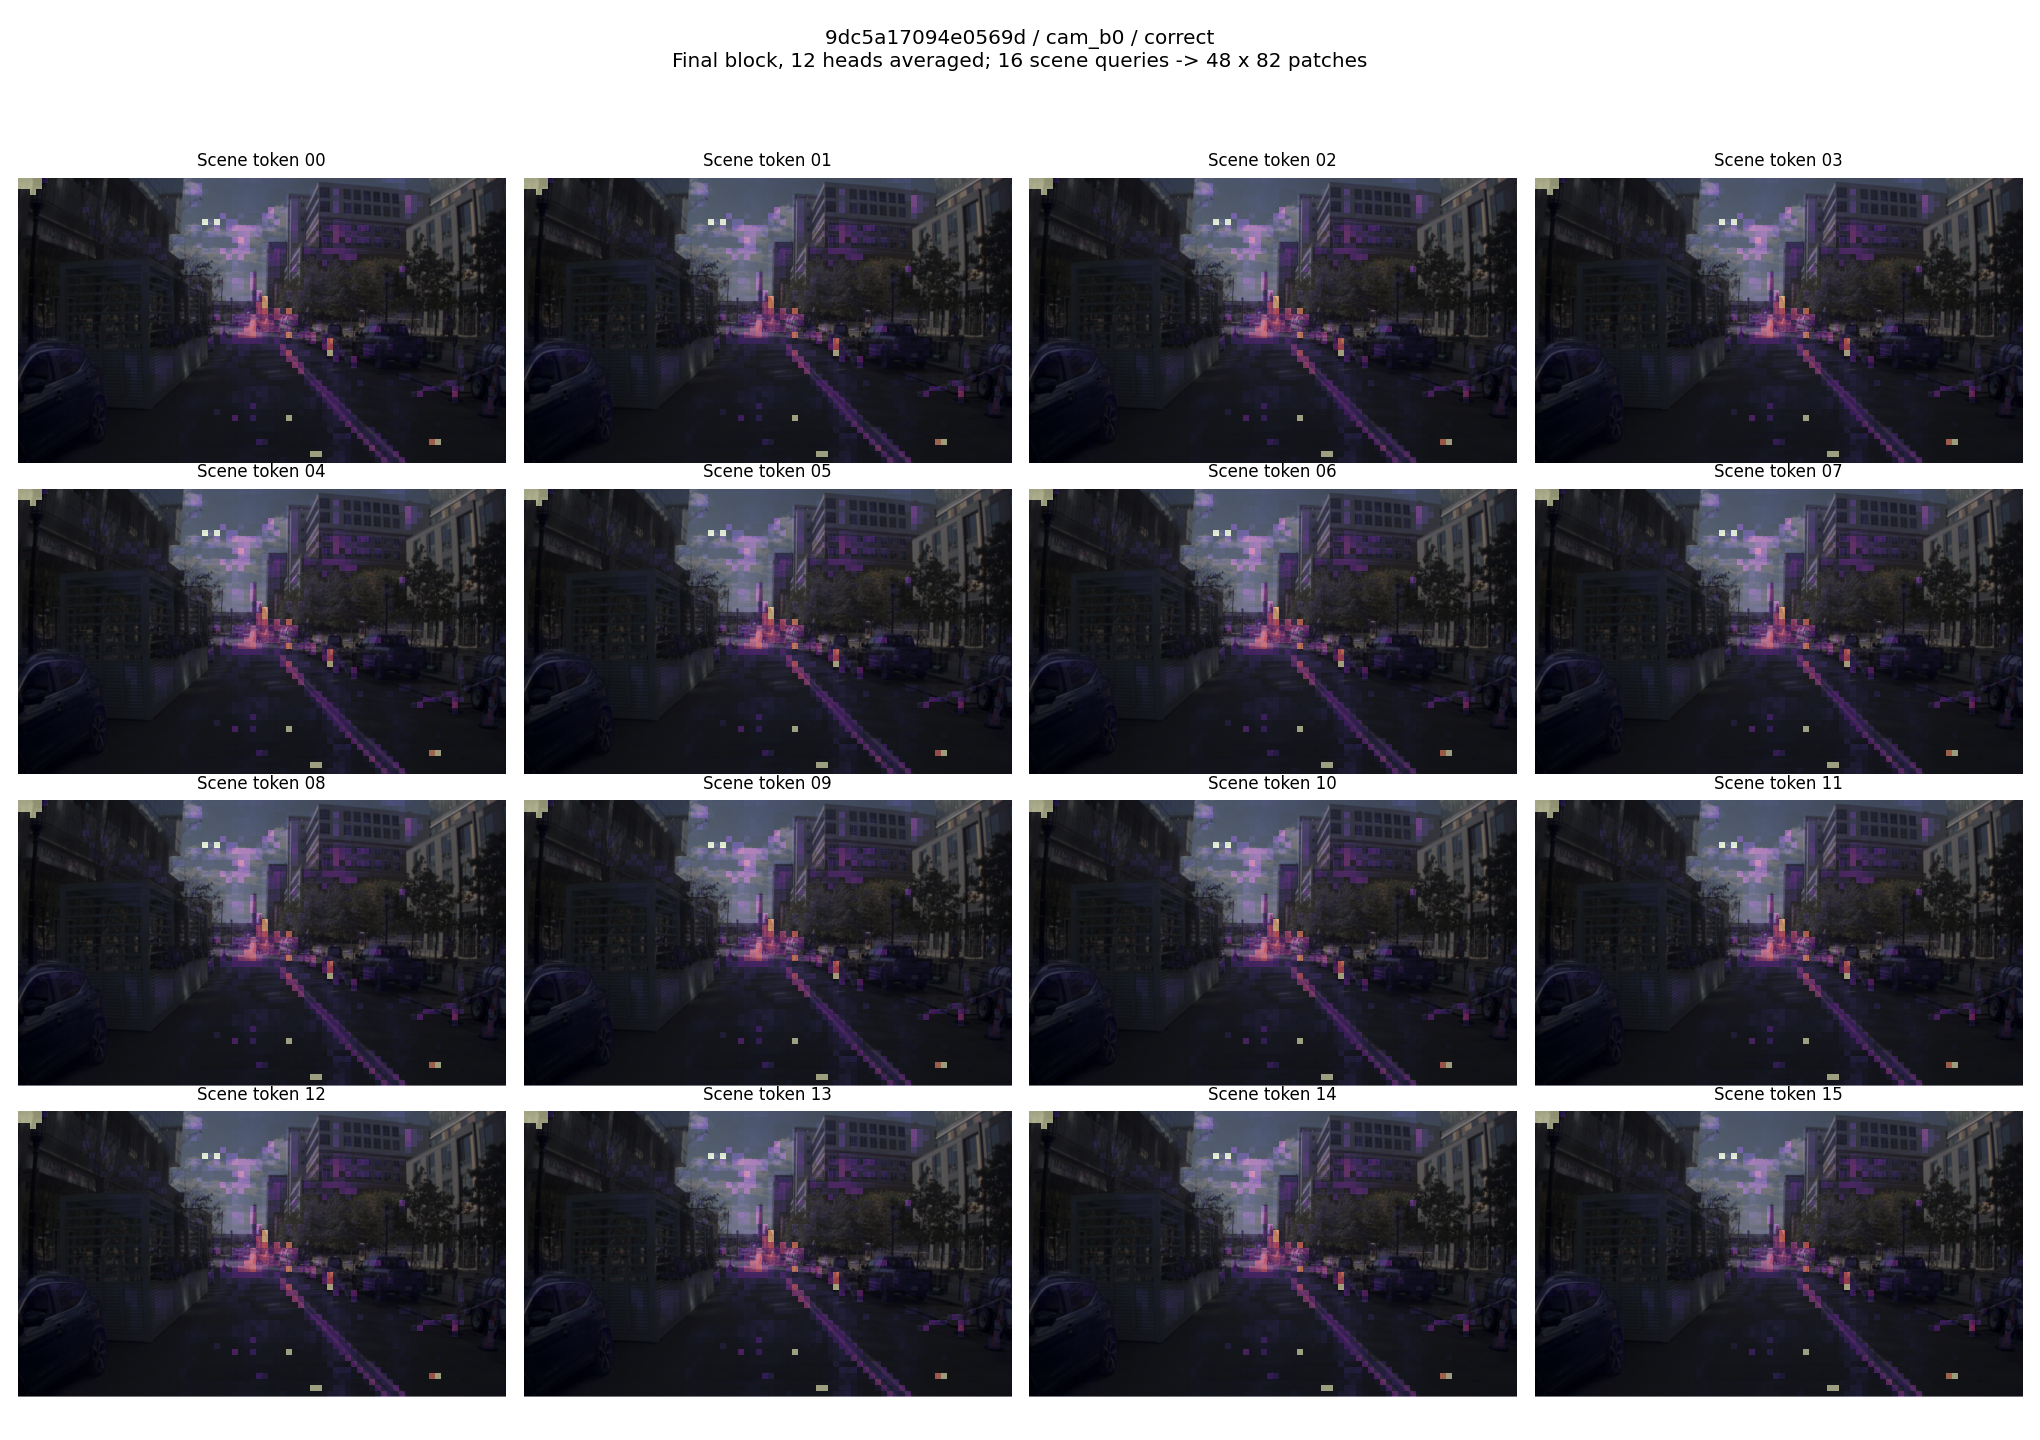 9dc5a17094e0569d / cam_b0 / correct
Final block, 12 heads averaged; 16 scene queries -> 48 x 82 patches
Scene token 00
Scene token 01
Scene token 02
Scene token 03
Scene token 04
Scene token 05
Scene token 06
Scene token 07
Scene token 08
Scene token 09
Scene token 10
Scene token 11
Scene token 12
Scene token 13
Scene token 14
Scene token 15